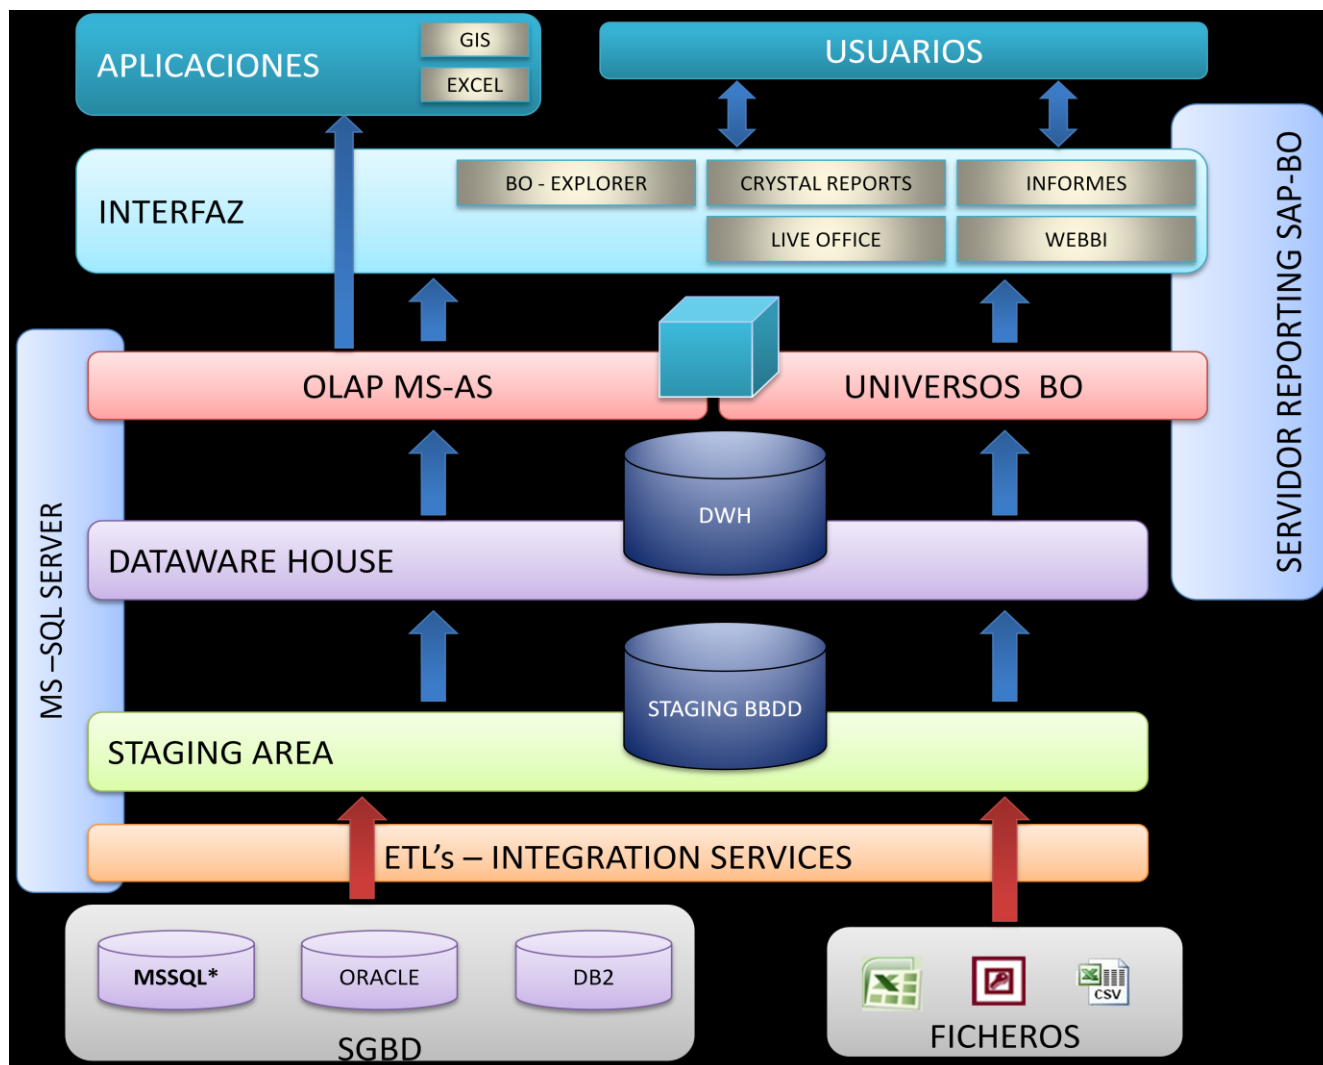 APLICACIONES
GIS
EXCEL
USUARIOS
INTERFAZ
BO - EXPLORER
CRYSTAL REPORTS
INFORMES
LIVE OFFICE
WEBBI
SERVIDOR REPORTING SAP-BO
OLAP MS-AS
UNIVERSOS BO
MS –SQL SERVER
DWH
DATAWARE HOUSE
STAGING BBDD
STAGING AREA
ETL’s – INTEGRATION SERVICES
MSSQL*
ORACLE
DB2
SGBD
CSV
FICHEROS